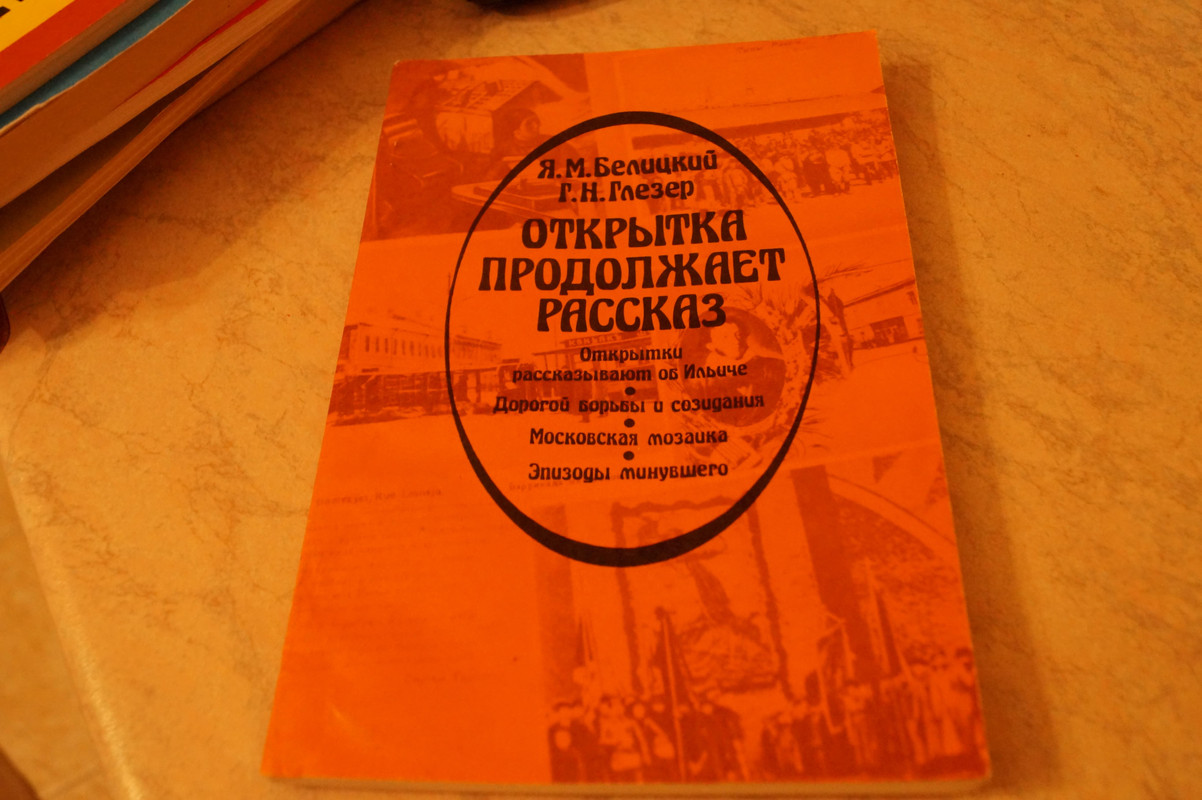 Я. М. Белицкий
Г. Н. Глезер
ОТКРЫТКА
ПРОДОЛЖАЕТ
РАССКАЗ
Открытки
рассказывают об Ильиче
Дорогой борьбы и созидания
Московская мозаика
Эпизоды минувшего